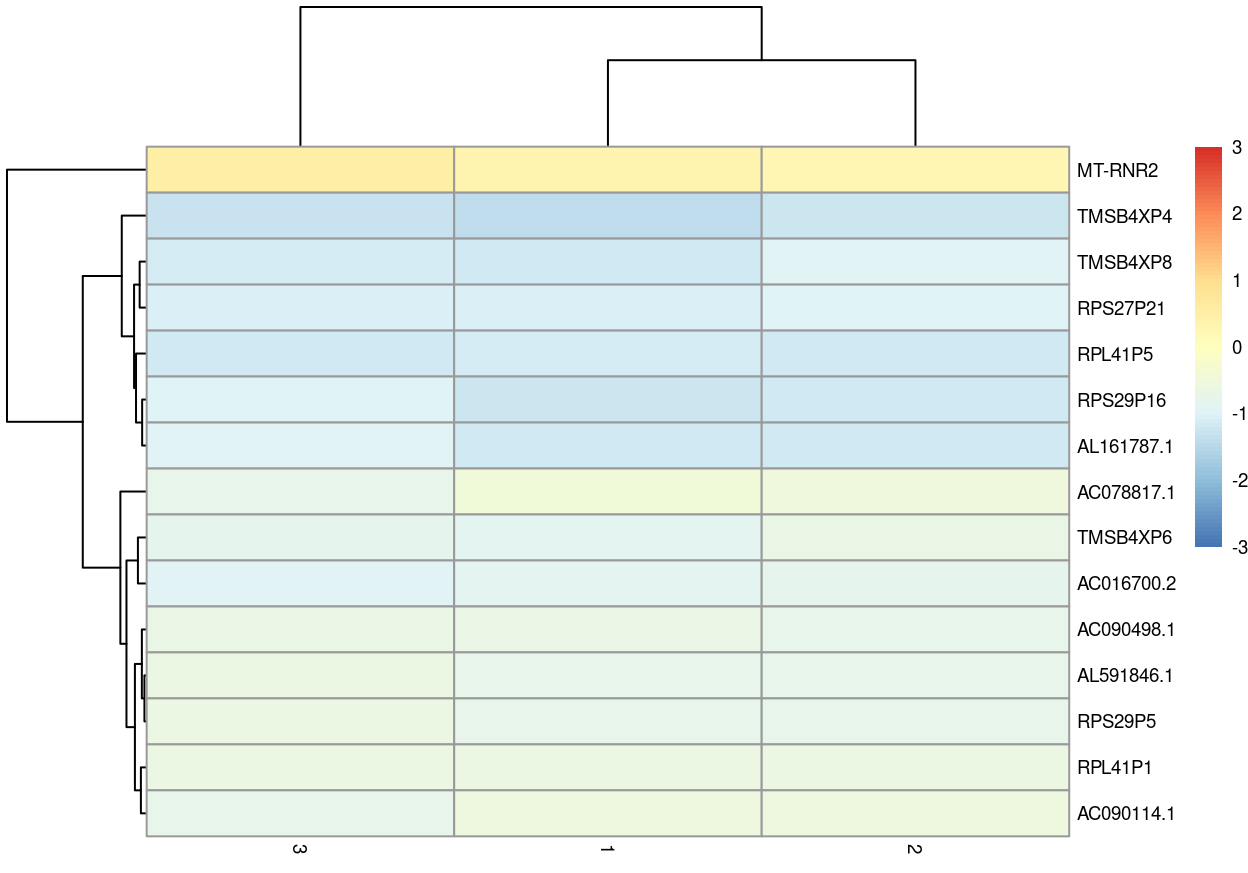 MT-RNR2
TMSB4XP4
TMSB4XP8
RPS27P21
RPL41P5
RPS29P16
AL161787.1
AC078817.1
TMSB4XP6
AC016700.2
AC090498.1
AL591846.1
RPS29P5
RPL41P1
AC090114.1
3
1
2
3
2
1
0
-1
-2
-3